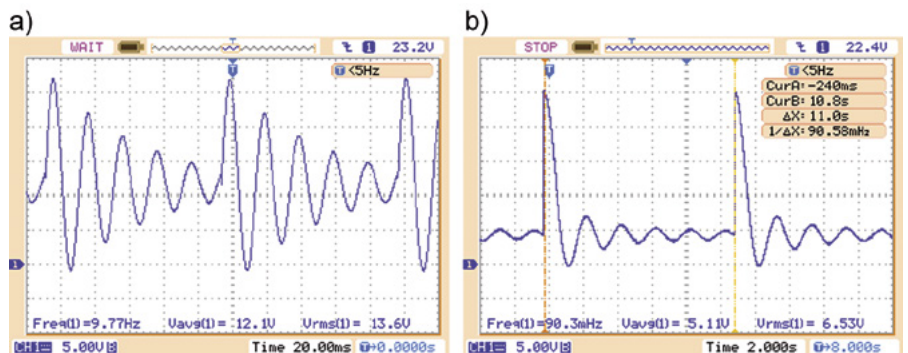 a)
WAIT
T
1 23.2V
T
T <5Hz
1
Freq(1)=9.77Hz Vavg(1) = 12.1V Vrms(1) = 13.6V
CH1 5.00V B Time 20.00ms T→0.0000s
b)
STOP
T
1 22.4V
T
T <5Hz
CurA:-240ms
CurB:10.8s
ΔX:11.0s
1/ΔX:90.58mHz
1
Freq(1)=90.3mHz Vavg(1) = 5.11V Vrms(1) = 6.53V
CH1 5.00V B Time 2.000s T→8.000s